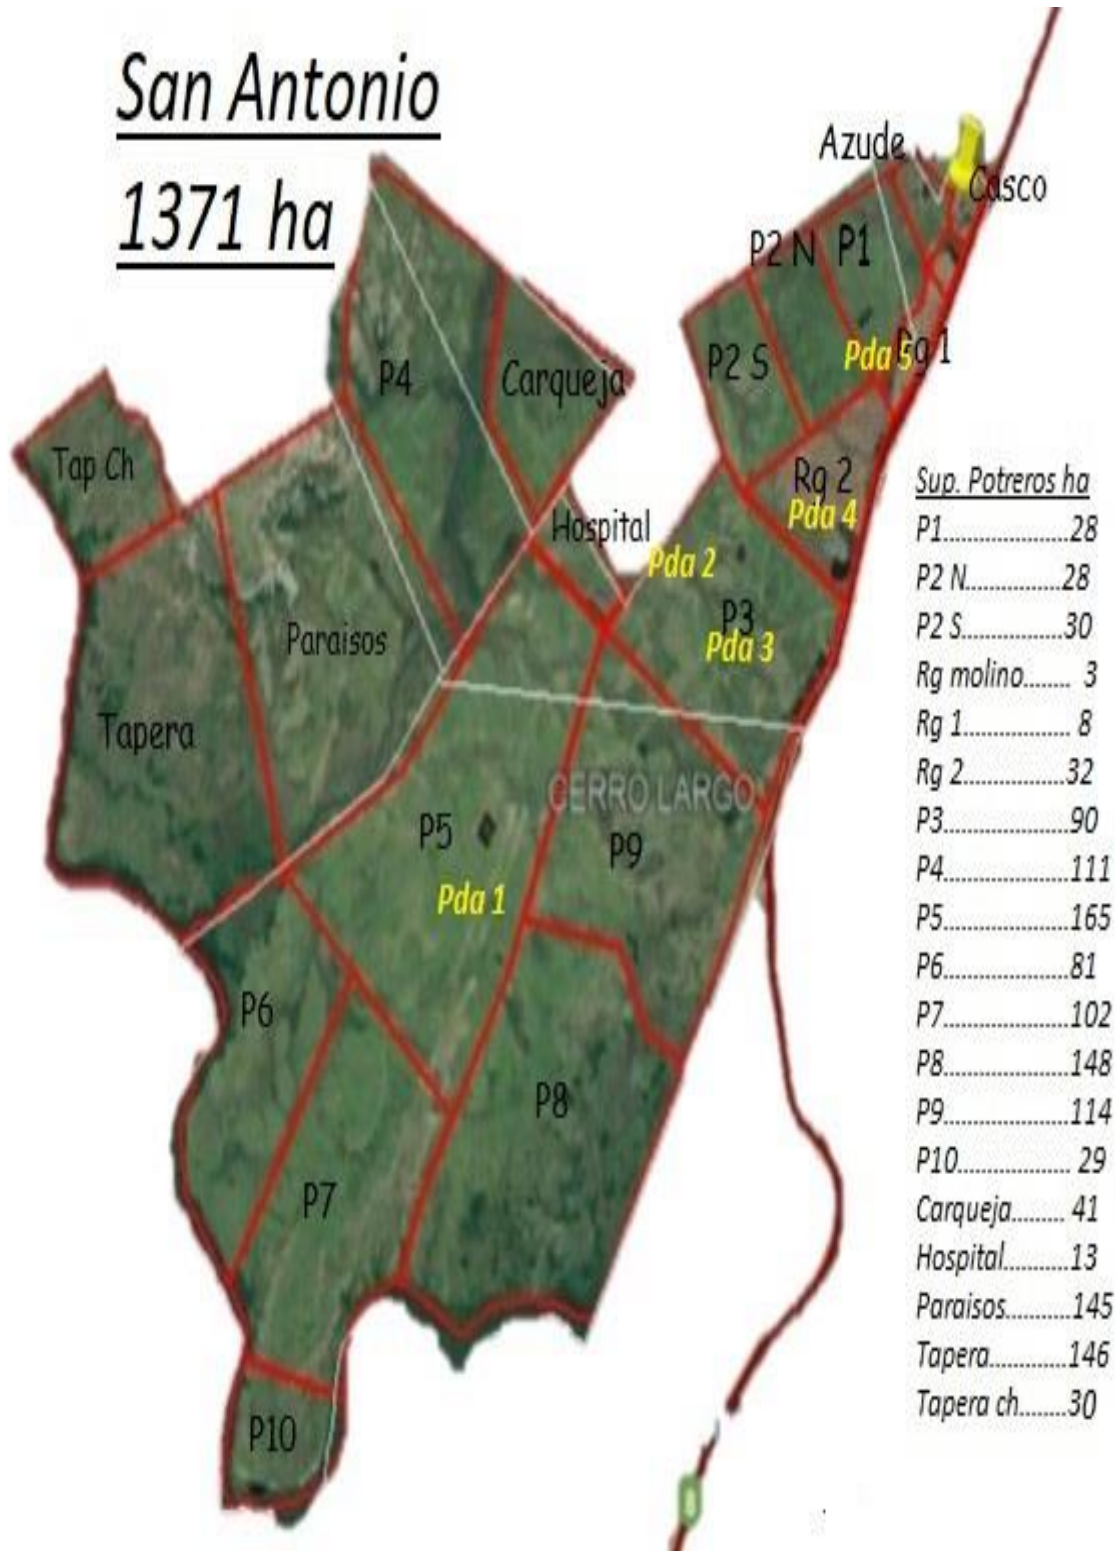 San Antonio
1371 ha
Azude
Casco
P2 N
P1
P4
Carqueja
P2 S
Pda 5
Rg 1
Tap Ch
Rg 2
Pda 4
Hospital
Pda 2
P3
Pda 3
Paraisos
Tapera
CERRO LARGO
P5
P9
Pda 1
P6
P8
P7
P10
Sup. Potreros ha
P1......................28
P2 N..............28
P2 S...............30
Rg molino....... 3
Rg 1................ 8
Rg 2...............32
P3......................90
P4......................111
P5......................165
P6......................81
P7......................102
P8......................148
P9......................114
P10................ 29
Carqueja........ 41
Hospital..........13
Paraisos.........145
Tapera............146
Tapera ch.......30